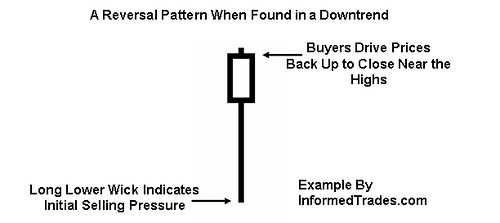 A Reversal Pattern When Found in a Downtrend
Buyers Drive Prices
Back Up to Close Near the
Highs
Long Lower Wick Indicates
Initial Selling Pressure
Example By
InformedTrades.com